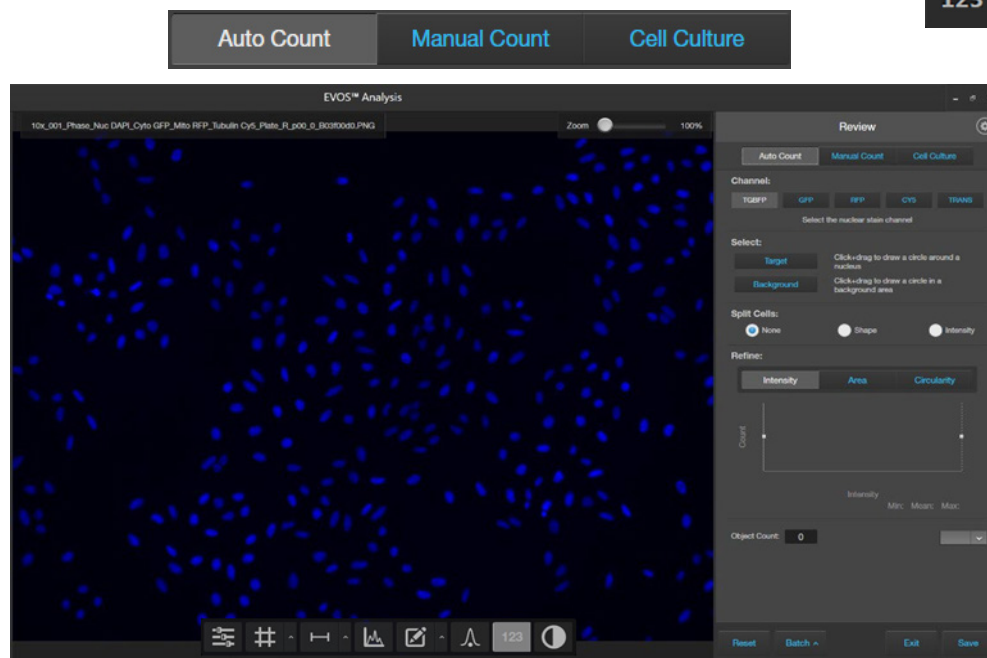 123
Auto Count Manual Count Cell Culture
EVOS™ Analysis
10x_001_Phase_Nuc DAPI_Cyto GFP_Mito RFP_Tubulin Cy5_Plate_R_p00_0_B03f00d0.PNG
Zoom 100%
Review
Auto Count Manual Count Cell Culture
Channel:
TGBFP GFP RFP CY5 TRANS
Select the nuclear stain channel
Select:
Target Click+drag to draw a circle around a
nucleus
Background Click+drag to draw a circle in a
background area
Split Cells:
None Shape Intensity
Refine:
Intensity Area Circularity
Count
Intensity
Min: Mean: Max:
Object Count: 0
123
Reset Batch Exit Save